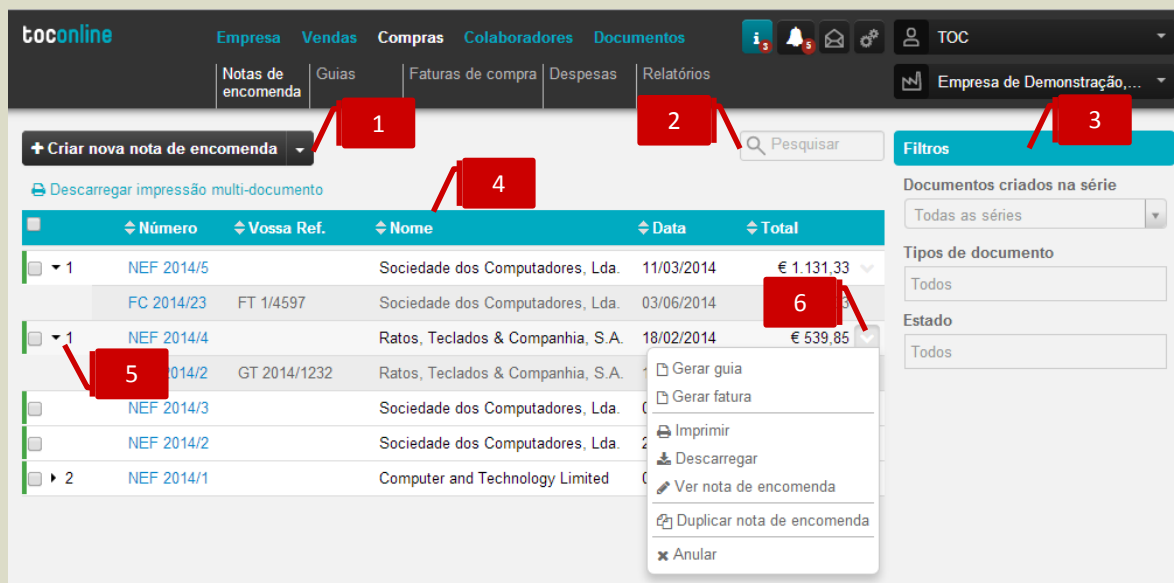 toconline
Empresa Vendas Compras Colaboradores Documentos
3
5
TOC
Notas de encomenda
Guias
Faturas de compra
Despesas
Relatórios
Empresa de Demonstração,...
1
2
3
+ Criar nova nota de encomenda
Pesquisar
Filtros
Descarregar impressão multi-documento
4
Documentos criados na série
Todas as séries
Número Vossa Ref. Nome Data Total
1 NEF 2014/5 Sociedade dos Computadores, Lda. 11/03/2014 € 1.131,33
Tipos de documento
Todos
FC 2014/23 FT 1/4597 Sociedade dos Computadores, Lda. 03/06/2014
6
Estado
Todos
1 NEF 2014/4 Ratos, Teclados & Companhia, S.A. 18/02/2014 € 539,85
5
2014/2 GT 2014/1232 Ratos, Teclados & Companhia, S.A.
NEF 2014/3 Sociedade dos Computadores, Lda.
NEF 2014/2 Sociedade dos Computadores, Lda.
2 NEF 2014/1 Computer and Technology Limited
Gerar guia
Gerar fatura
Imprimir
Descarregar
Ver nota de encomenda
Duplicar nota de encomenda
Anular